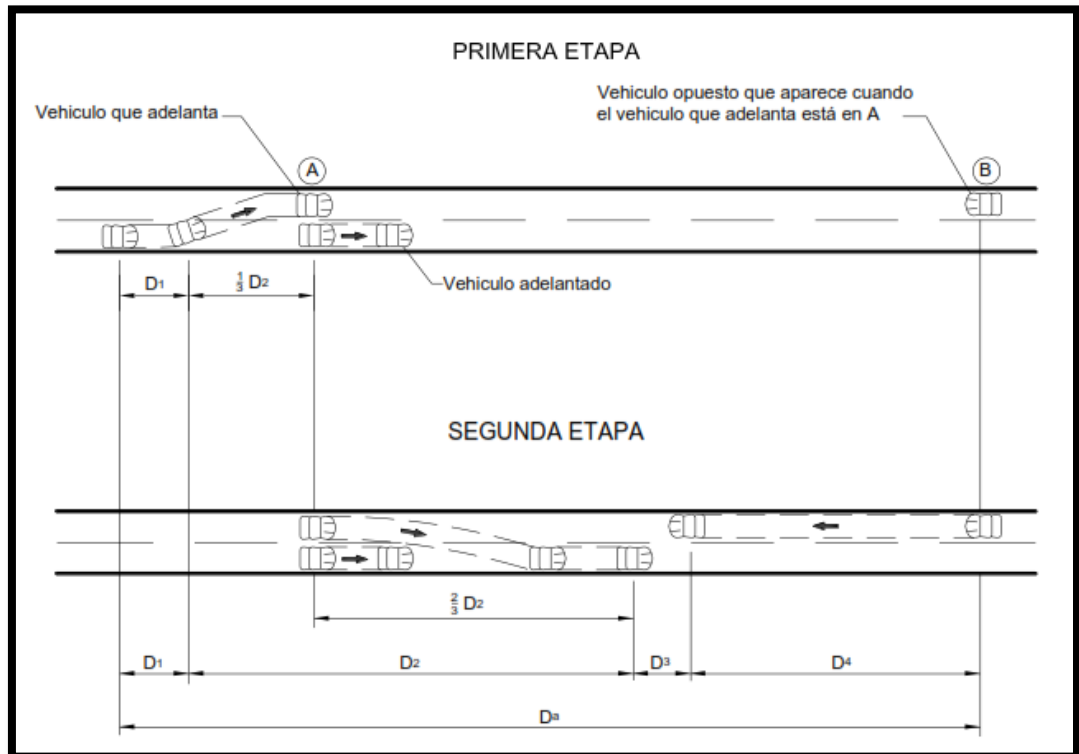 PRIMERA ETAPA
Vehiculo que adelanta
Vehiculo opuesto que aparece cuando
el vehiculo que adelanta está en A
A
B
Vehiculo adelantado
D1
1/3 D2
SEGUNDA ETAPA
2/3 D2
D1
D2
D3
D4
Da